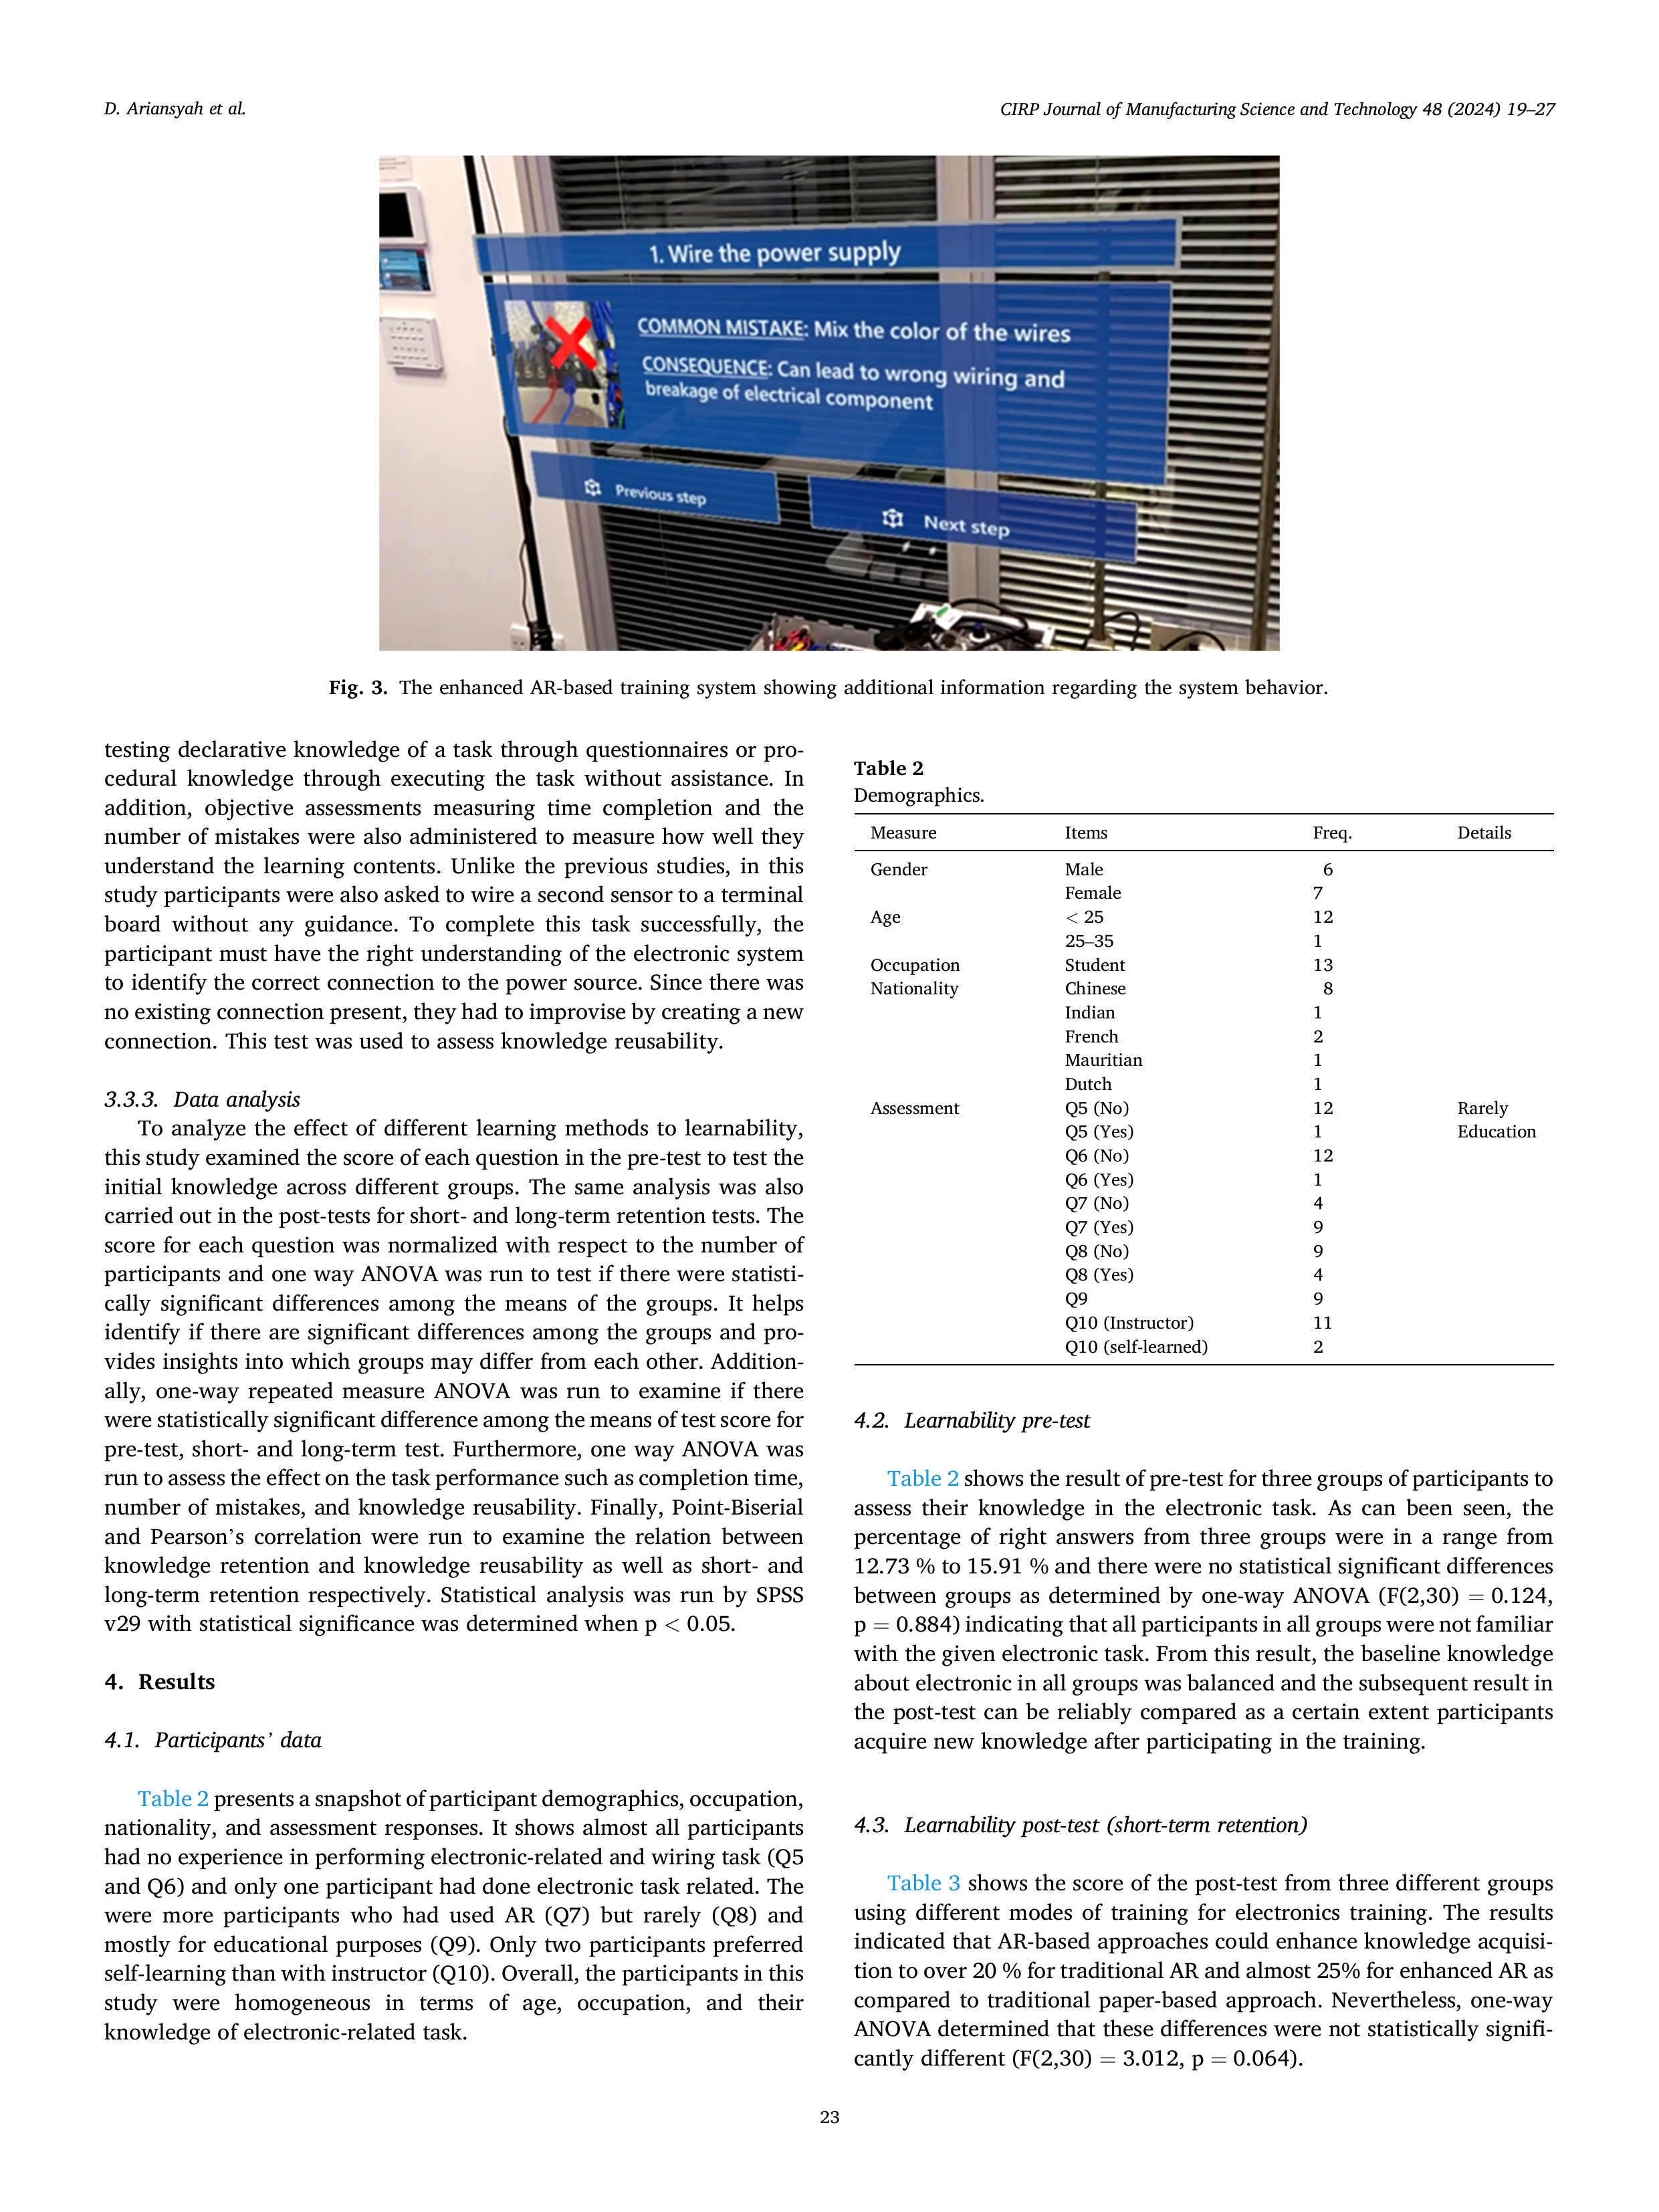 D. Ariansyah et al.
CIRP Journal of Manufacturing Science and Technology 48 (2024) 19–27
1. Wire the power supply
COMMON MISTAKE: Mix the color of the wires
CONSEQUENCE: Can lead to wrong wiring and
breakage of electrical component
Previous step
Next step
Fig. 3. The enhanced AR-based training system showing additional information regarding the system behavior.
testing declarative knowledge of a task through questionnaires or pro-
cedural knowledge through executing the task without assistance. In
addition, objective assessments measuring time completion and the
number of mistakes were also administered to measure how well they
understand the learning contents. Unlike the previous studies, in this
study participants were also asked to wire a second sensor to a terminal
board without any guidance. To complete this task successfully, the
participant must have the right understanding of the electronic system
to identify the correct connection to the power source. Since there was
no existing connection present, they had to improvise by creating a new
connection. This test was used to assess knowledge reusability.
3.3.3. Data analysis
To analyze the effect of different learning methods to learnability,
this study examined the score of each question in the pre-test to test the
initial knowledge across different groups. The same analysis was also
carried out in the post-tests for short- and long-term retention tests. The
score for each question was normalized with respect to the number of
participants and one way ANOVA was run to test if there were statisti-
cally significant differences among the means of the groups. It helps
identify if there are significant differences among the groups and pro-
vides insights into which groups may differ from each other. Addition-
ally, one-way repeated measure ANOVA was run to examine if there
were statistically significant difference among the means of test score for
pre-test, short- and long-term test. Furthermore, one way ANOVA was
run to assess the effect on the task performance such as completion time,
number of mistakes, and knowledge reusability. Finally, Point-Biserial
and Pearson's correlation were run to examine the relation between
knowledge retention and knowledge reusability as well as short- and
long-term retention respectively. Statistical analysis was run by SPSS
v29 with statistical significance was determined when p < 0.05.
4. Results
4.1. Participants' data
Table 2 presents a snapshot of participant demographics, occupation,
nationality, and assessment responses. It shows almost all participants
had no experience in performing electronic-related and wiring task (Q5
and Q6) and only one participant had done electronic task related. The
were more participants who had used AR (Q7) but rarely (Q8) and
mostly for educational purposes (Q9). Only two participants preferred
self-learning than with instructor (Q10). Overall, the participants in this
study were homogeneous in terms of age, occupation, and their
knowledge of electronic-related task.
Table 2
Demographics.
Measure Items Freq. Details
Gender Male 6
Female 7
Age < 25 12
25–35 1
Occupation Student 13
Nationality Chinese 8
Indian 1
French 2
Mauritian 1
Dutch 1
Assessment Q5 (No) 12 Rarely
Q5 (Yes) 1 Education
Q6 (No) 12
Q6 (Yes) 1
Q7 (No) 4
Q7 (Yes) 9
Q8 (No) 9
Q8 (Yes) 4
Q9 9
Q10 (Instructor) 11
Q10 (self-learned) 2
4.2. Learnability pre-test
Table 2 shows the result of pre-test for three groups of participants to
assess their knowledge in the electronic task. As can been seen, the
percentage of right answers from three groups were in a range from
12.73 % to 15.91 % and there were no statistical significant differences
between groups as determined by one-way ANOVA (F(2,30) = 0.124,
p = 0.884) indicating that all participants in all groups were not familiar
with the given electronic task. From this result, the baseline knowledge
about electronic in all groups was balanced and the subsequent result in
the post-test can be reliably compared as a certain extent participants
acquire new knowledge after participating in the training.
4.3. Learnability post-test (short-term retention)
Table 3 shows the score of the post-test from three different groups
using different modes of training for electronics training. The results
indicated that AR-based approaches could enhance knowledge acquisi-
tion to over 20 % for traditional AR and almost 25% for enhanced AR as
compared to traditional paper-based approach. Nevertheless, one-way
ANOVA determined that these differences were not statistically signifi-
cantly different (F(2,30) = 3.012, p = 0.064).
23